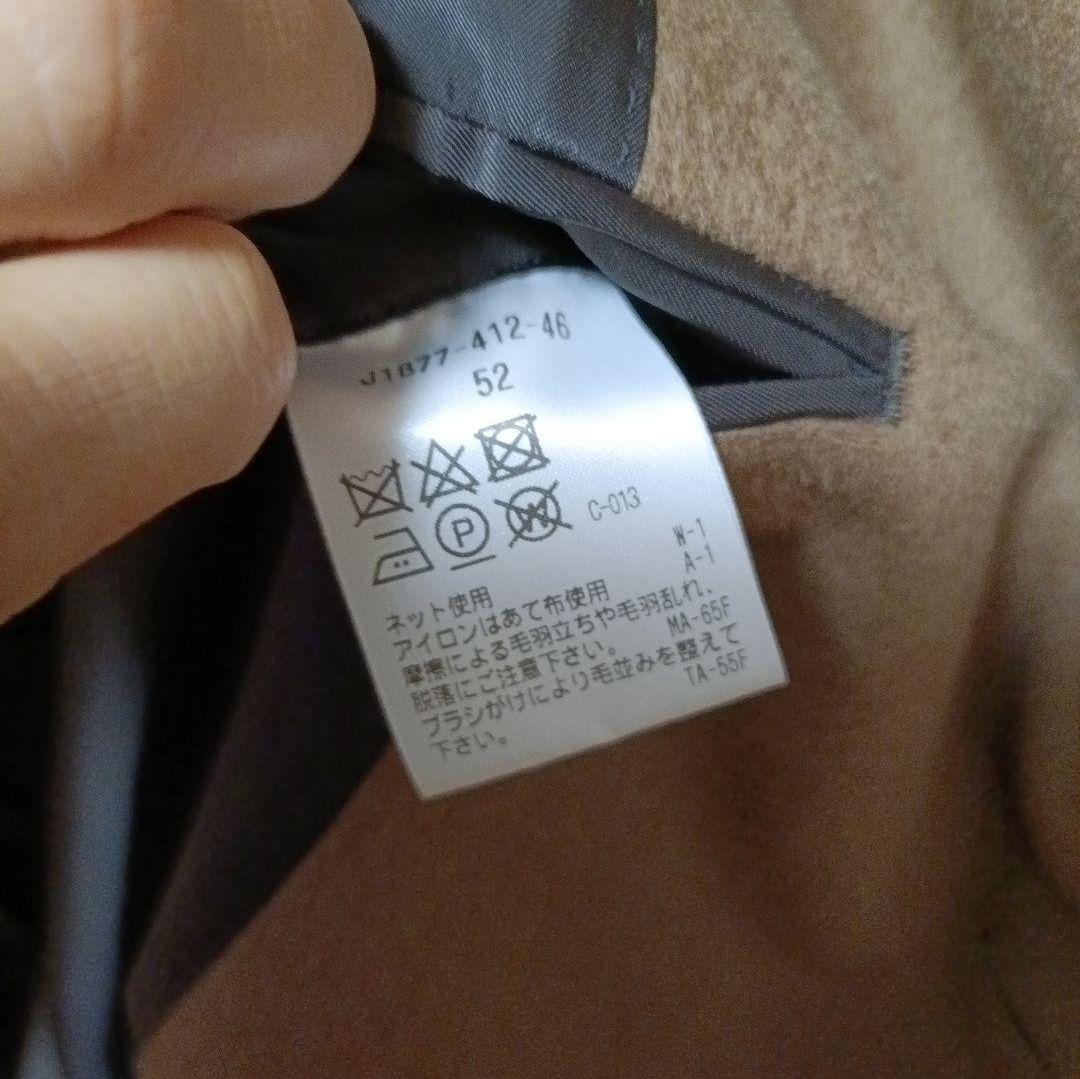 J1877-412-46
52
P
W
C-013
W-1
A-1
ネット使用
アイロンはあて布使用
摩擦による毛羽立ちや毛羽乱れ、
MA-65F
脱落にご注意下さい。
ブラシがけにより毛並みを整えて
TA-55F
下さい。